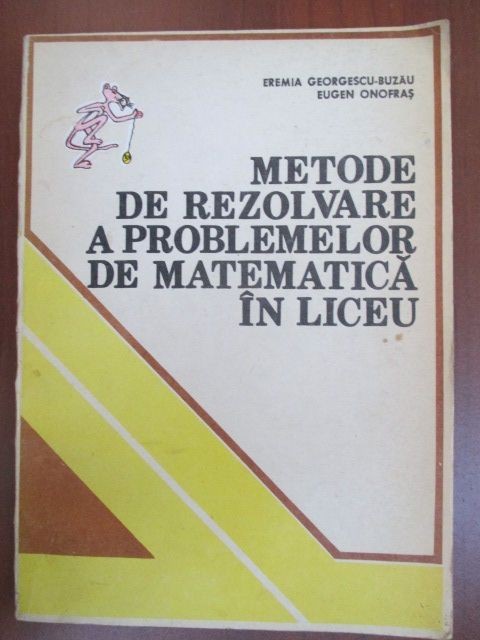 EREMIA GEORGESCU-BUZĂU
EUGEN ONOFRAȘ
METODE
DE REZOLVARE
A PROBLEMELOR
DE MATEMATICĂ
ÎN LICEU